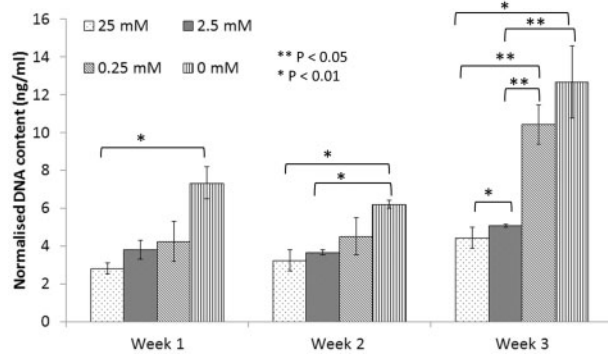 Normalised DNA content (ng/ml)
16
14
12
10
8
6
4
2
0
25 mM
2.5 mM
0.25 mM
0 mM
** P < 0.05
* P < 0.01
*
*
*
*
**
**
**
*
Week 1
Week 2
Week 3